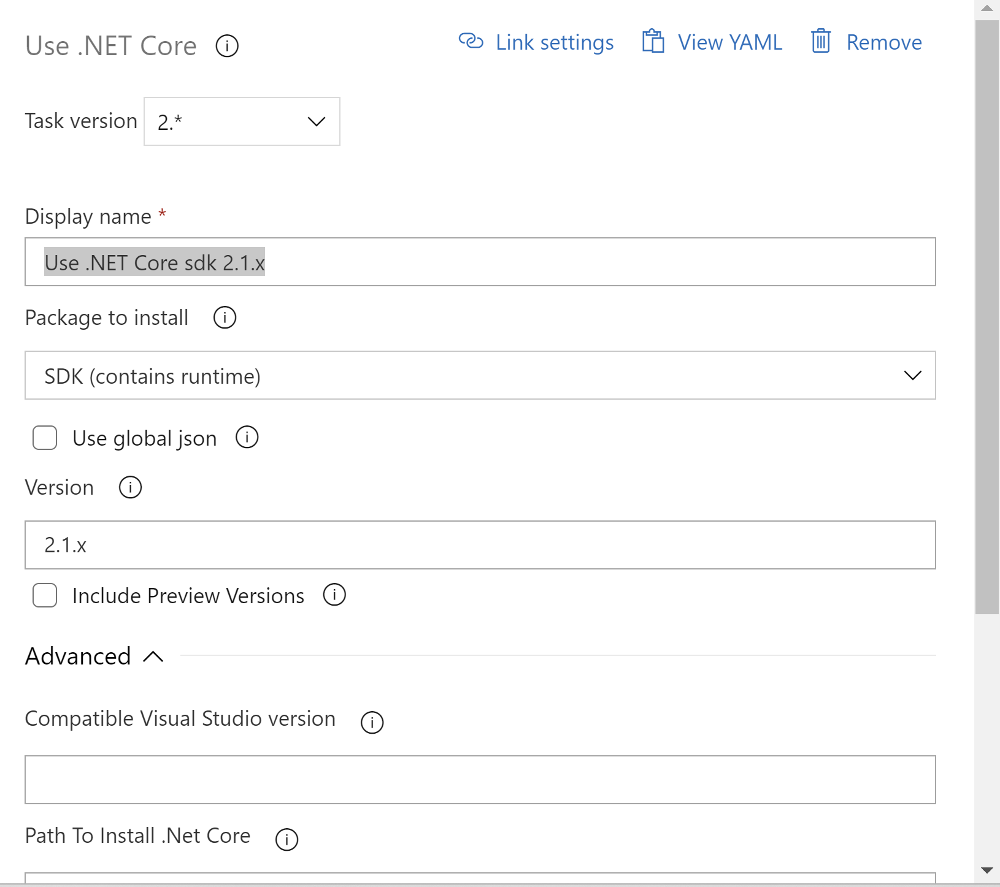 Use .NET Core
Link settings
View YAML
Remove
Task version
2.*
Display name *
Use .NET Core sdk 2.1.x
Package to install
SDK (contains runtime)
Use global json
Version
2.1.x
Include Preview Versions
Advanced
Compatible Visual Studio version
Path To Install .Net Core